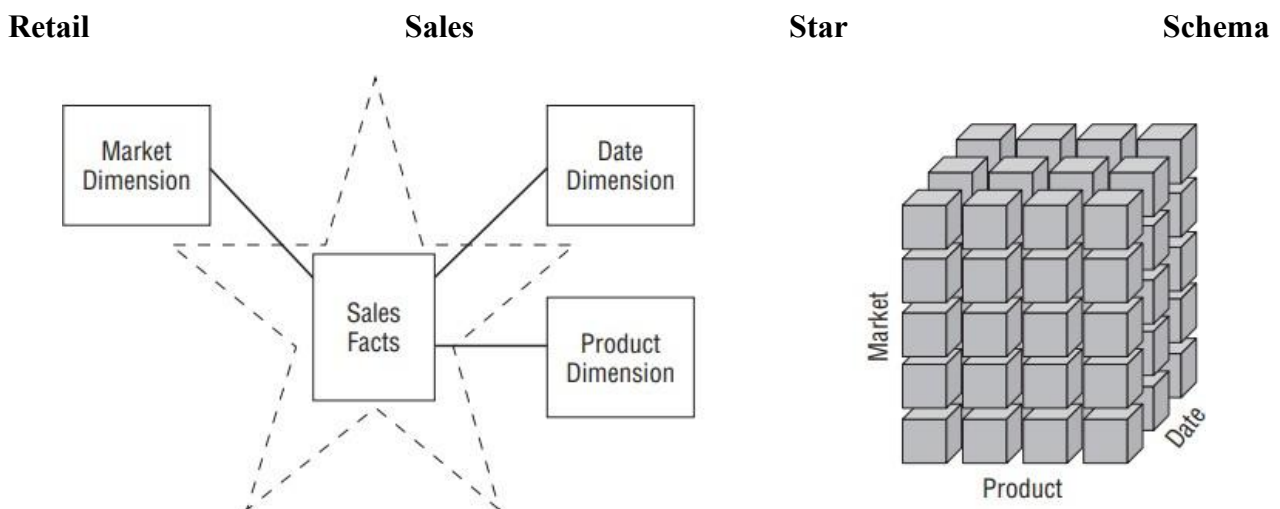 Retail Sales Star Schema
Market
Dimension
Date
Dimension
Sales
Facts
Product
Dimension
Market
Date
Product